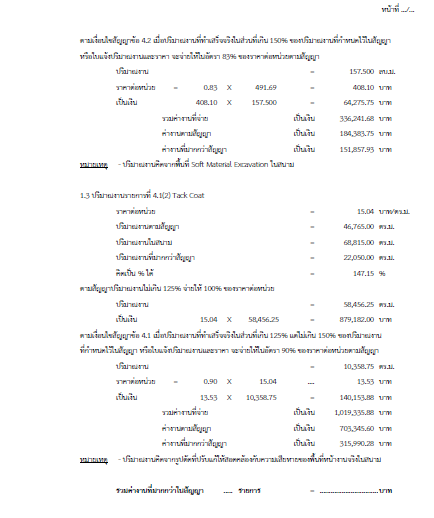 หน้าที่ .../...
ตามเงื่อนไขสัญญาข้อ 4.2 เมื่อปริมาณงานที่ทำเสร็จจริงในส่วนที่เกิน 150% ของปริมาณงานที่กำหนดไว้ในสัญญา
หรือใบแจ้งปริมาณงานและราคา จะจ่ายให้ในอัตรา 83% ของราคาต่อหน่วยตามสัญญา
ปริมาณงาน = 157.500 ลบ.ม.
ราคาต่อหน่วย = 0.83 X 491.69 = 408.10 บาท
เป็นเงิน 408.10 X 157.500 = 64,275.75 บาท
รวมค่างานที่จ่าย เป็นเงิน 336,241.68 บาท
ค่างานตามสัญญา เป็นเงิน 184,383.75 บาท
ค่างานที่มากกว่าสัญญา เป็นเงิน 151,857.93 บาท
หมายเหตุ - ปริมาณงานคิดจากพื้นที่ Soft Material Excavation ในสนาม
1.3 ปริมาณงานรายการที่ 4.1(2) Tack Coat
ราคาต่อหน่วย = 15.04 บาท/ตร.ม.
ปริมาณงานตามสัญญา = 46,765.00 ตร.ม.
ปริมาณงานในสนาม = 68,815.00 ตร.ม.
ปริมาณงานที่มากกว่าสัญญา = 22,050.00 ตร.ม.
คิดเป็น % ได้ = 147.15 %
ตามสัญญาปริมาณงานไม่เกิน 125% จ่ายให้ 100% ของราคาต่อหน่วย
ปริมาณงาน = 58,456.25 ตร.ม.
เป็นเงิน 15.04 X 58,456.25 = 879,182.00 บาท
ตามเงื่อนไขสัญญาข้อ 4.1 เมื่อปริมาณงานที่ทำเสร็จจริงในส่วนที่เกิน 125% แต่ไม่เกิน 150% ของปริมาณงาน
ที่กำหนดไว้ในสัญญา หรือใบแจ้งปริมาณงานและราคา จะจ่ายให้ในอัตรา 90% ของราคาต่อหน่วยตามสัญญา
ปริมาณงาน = 10,358.75 ตร.ม.
ราคาต่อหน่วย = 0.90 X 15.04 .... 13.53 บาท
เป็นเงิน 13.53 X 10,358.75 = 140,153.88 บาท
รวมค่างานที่จ่าย เป็นเงิน 1,019,335.88 บาท
ค่างานตามสัญญา เป็นเงิน 703,345.60 บาท
ค่างานที่มากกว่าสัญญา เป็นเงิน 315,990.28 บาท
หมายเหตุ - ปริมาณงานคิดจากรูปตัดที่ปรับแก้ให้สอดคล้องกับความเสียหายของพื้นที่หน้างานจริงในสนาม
รวมค่างานที่มากกว่าในสัญญา ..... รายการ = ..............................บาท